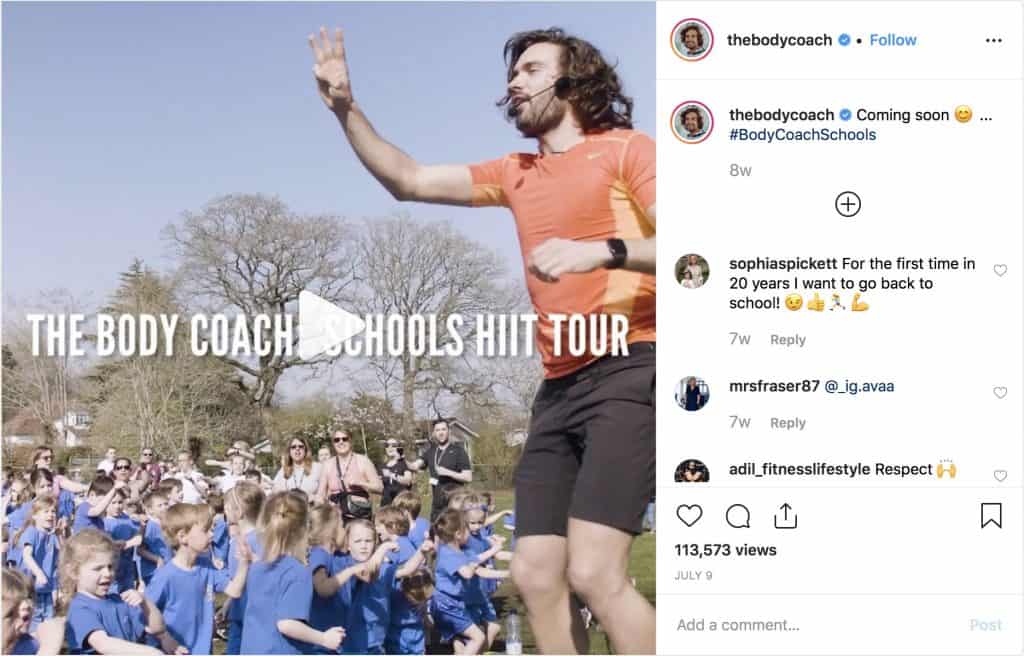 THE BODY COACH SCHOOLS HIIT TOUR
thebodycoach • Follow
thebodycoach Coming soon 😊 ...
#BodyCoachSchools
8w
sophiaspickett For the first time in
20 years I want to go back to
school! 😉👍🏃‍♀️💪
7w Reply
mrsfraser87 @_ig.avaa
7w Reply
adil_fitnesslifestyle Respect 🙌
113,573 views
JULY 9
Add a comment... Post